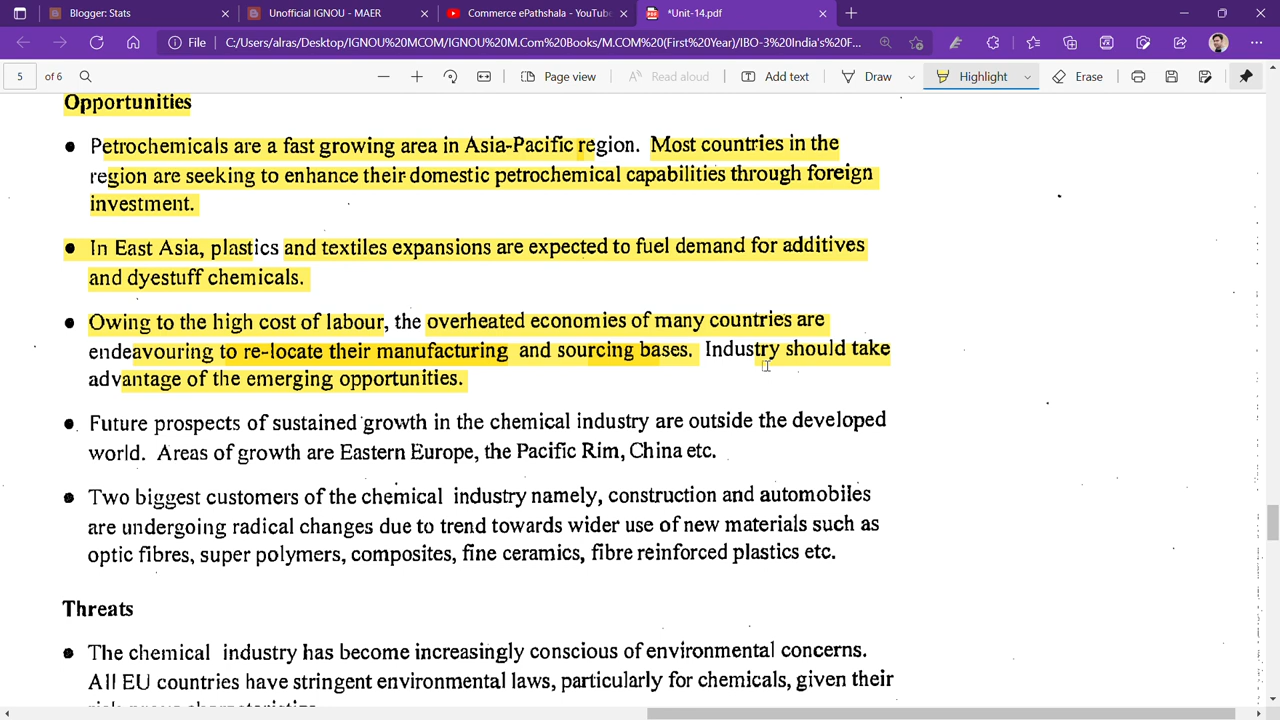 Blogger: Stats
Unofficial IGNOU - MAER
Commerce ePathshala - YouTub
*Unit-14.pdf
File
C:/Users/alras/Desktop/IGNOU%20MCOM/IGNOU%20M.Com%20Books/M.COM%20(First%20Year)/IBO-3%20India's%20F...
5 of 6
Page view
Read aloud
Add text
Draw
Highlight
Erase
Opportunities
• Petrochemicals are a fast growing area in Asia-Pacific region. Most countries in the
region are seeking to enhance their domestic petrochemical capabilities through foreign
investment.
• In East Asia, plastics and textiles expansions are expected to fuel demand for additives
and dyestuff chemicals.
• Owing to the high cost of labour, the overheated economies of many countries are
endeavouring to re-locate their manufacturing and sourcing bases. Industry should take
advantage of the emerging opportunities.
• Future prospects of sustained growth in the chemical industry are outside the developed
world. Areas of growth are Eastern Europe, the Pacific Rim, China etc.
• Two biggest customers of the chemical industry namely, construction and automobiles
are undergoing radical changes due to trend towards wider use of new materials such as
optic fibres, super polymers, composites, fine ceramics, fibre reinforced plastics etc.
Threats
• The chemical industry has become increasingly conscious of environmental concerns.
All EU countries have stringent environmental laws, particularly for chemicals, given their